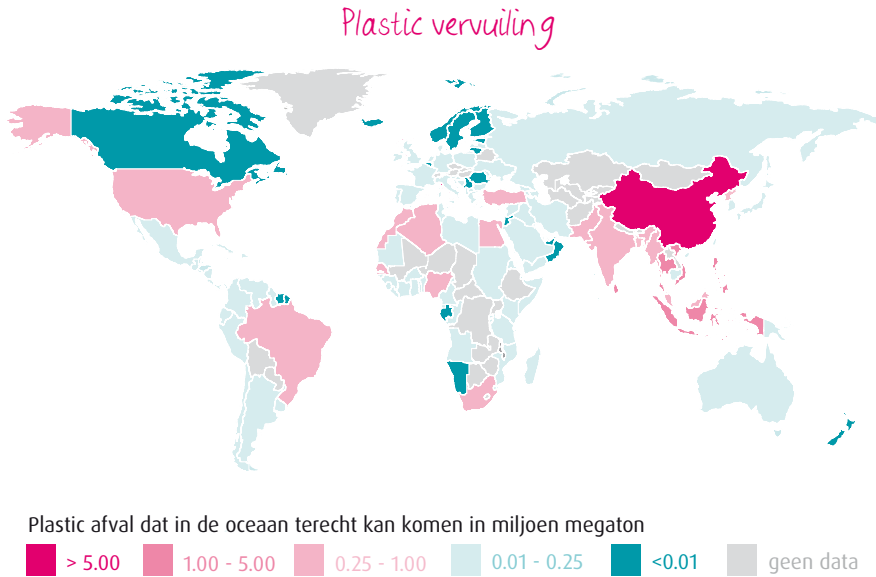 Plastic vervuiling
Plastic afval dat in de oceaan terecht kan komen in miljoen megaton
> 5.00 1.00 - 5.00 0.25 - 1.00 0.01 - 0.25 <0.01 geen data